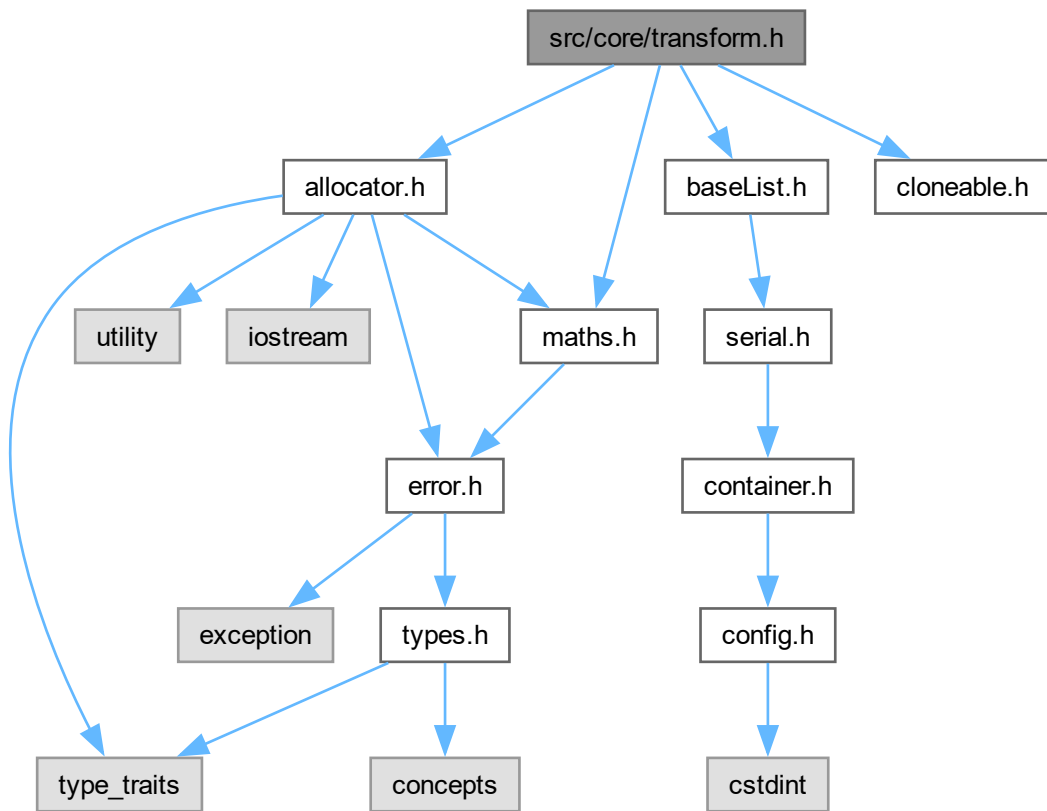 src/core/transform.h
allocator.h
baseList.h
cloneable.h
utility
iostream
maths.h
serial.h
error.h
container.h
exception
types.h
config.h
type_traits
concepts
cstdint